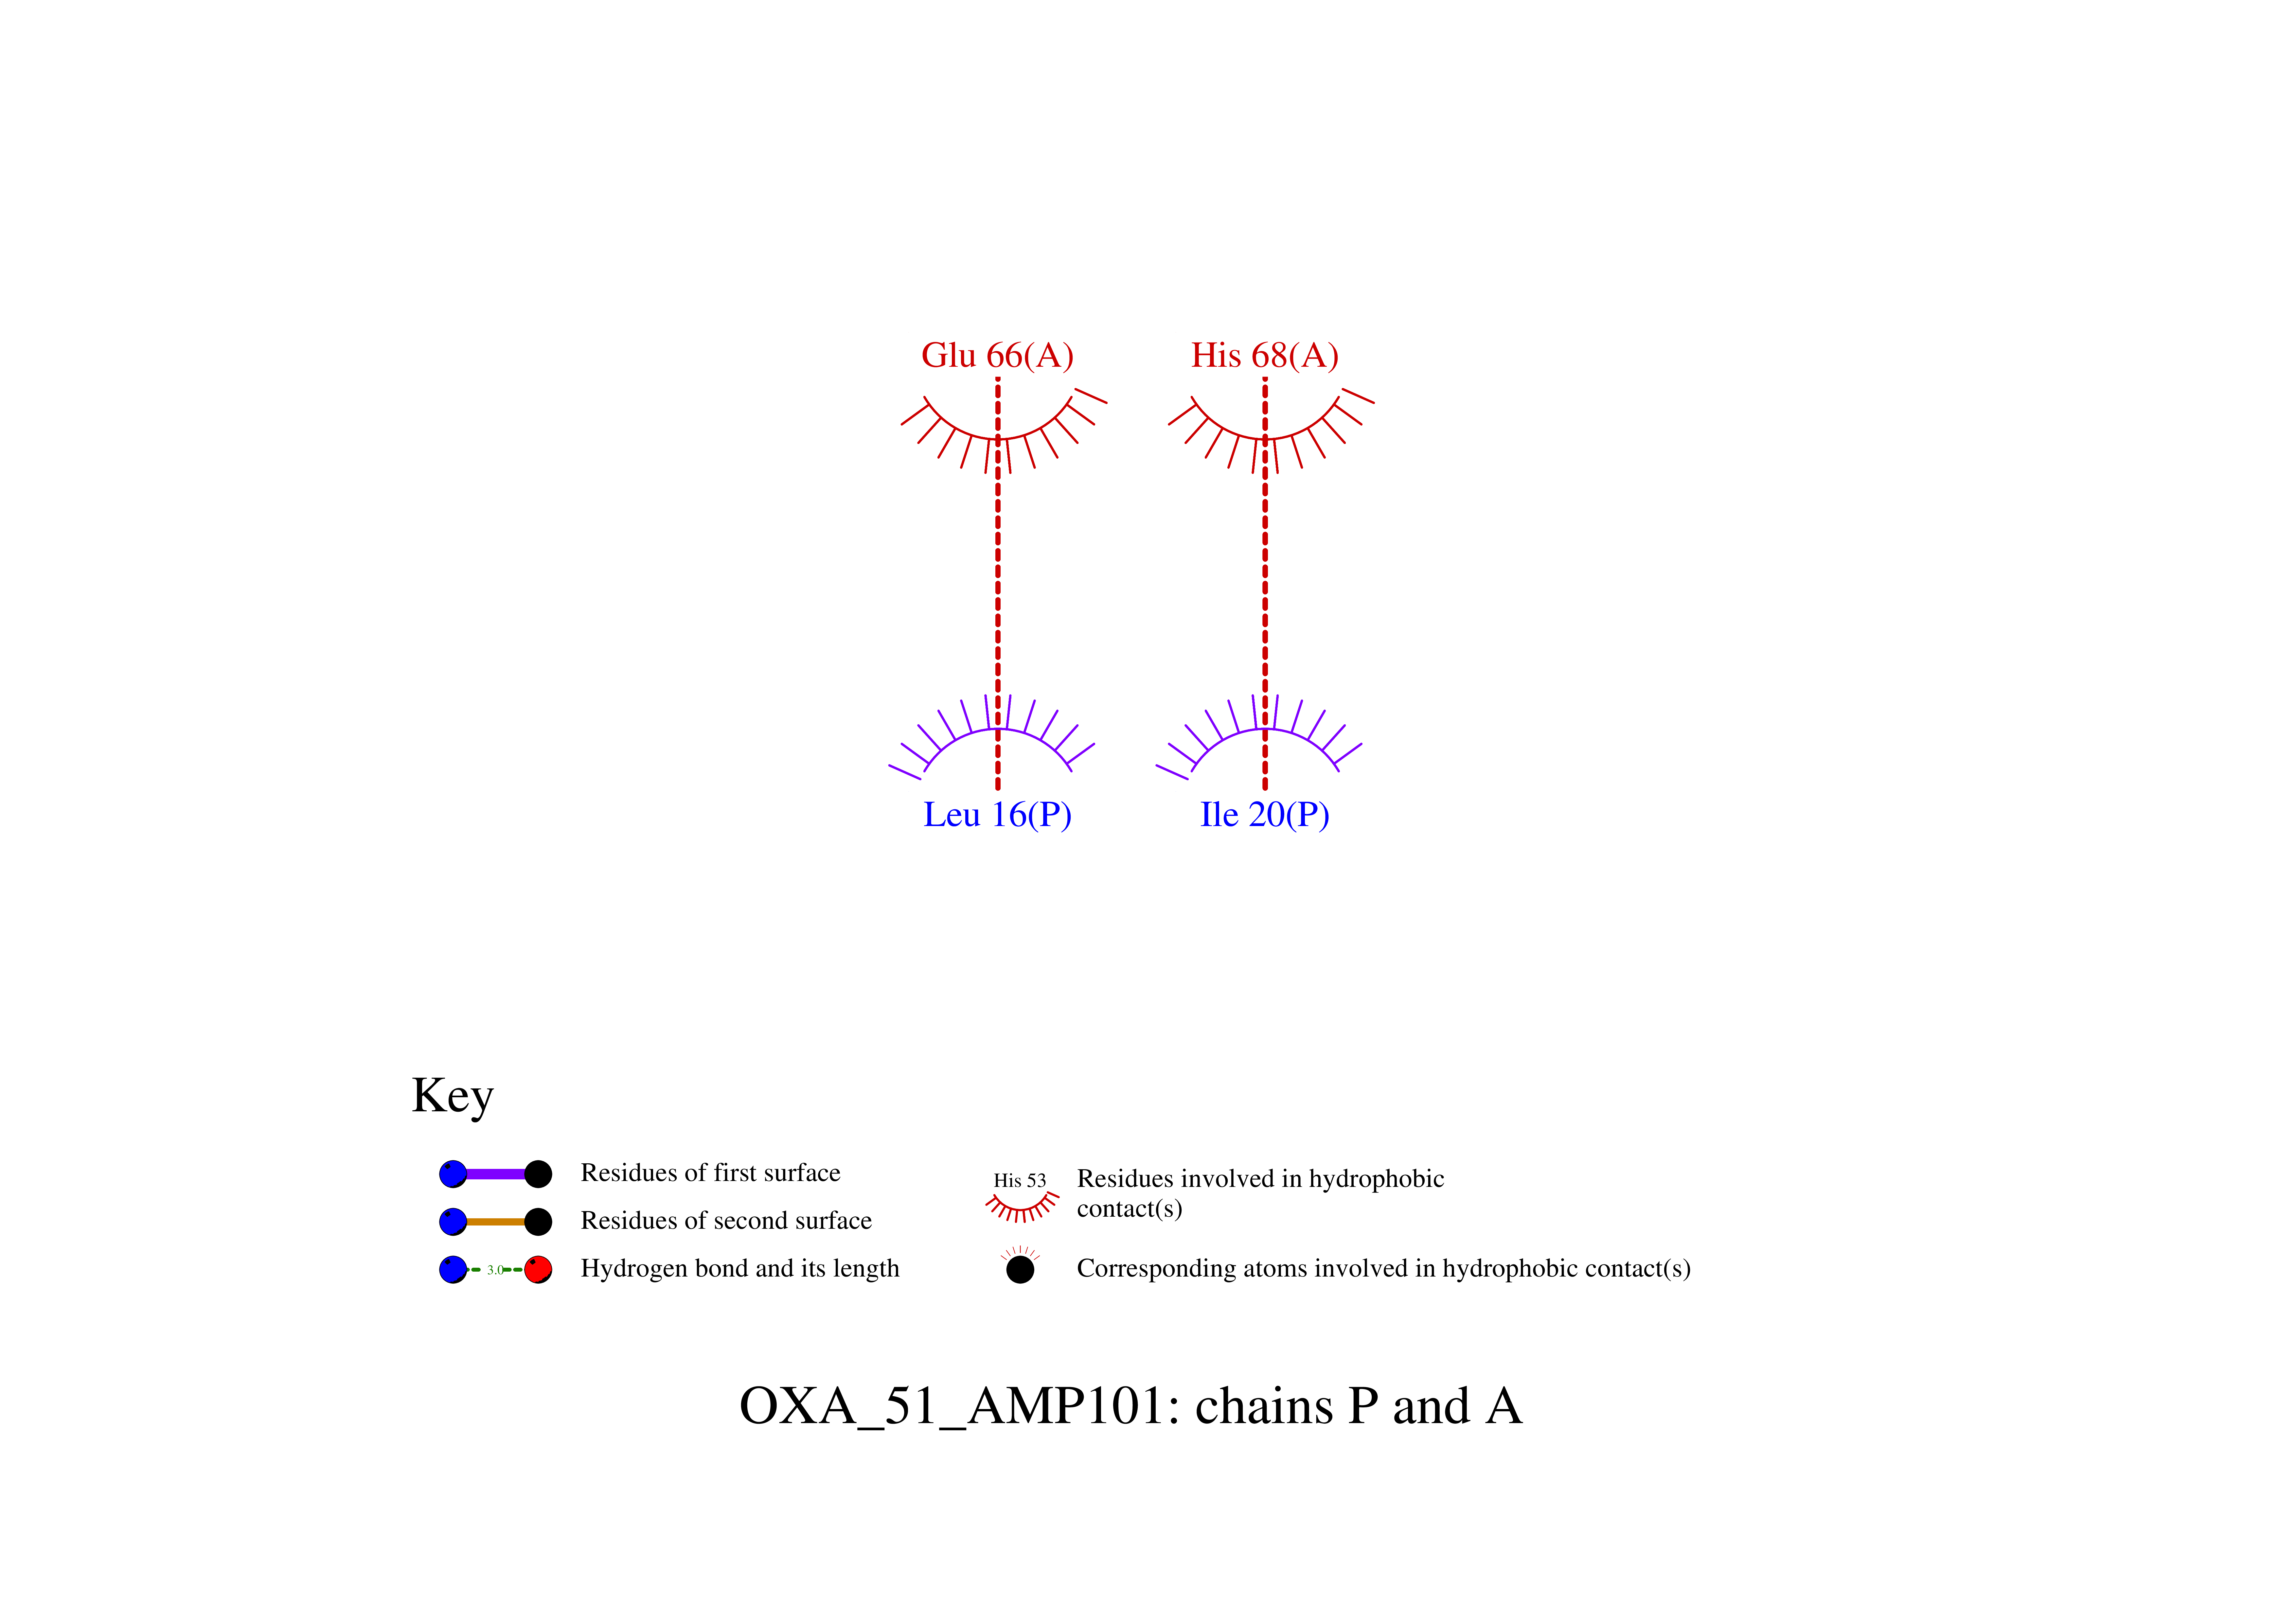 Glu 66(A) His 68(A)
Leu 16(P) Ile 20(P)
Key
Residues of first surface
Residues of second surface
3.0 Hydrogen bond and its length
His 53 Residues involved in hydrophobic
contact(s)
Corresponding atoms involved in hydrophobic contact(s)
OXA_51_AMP101: chains P and A